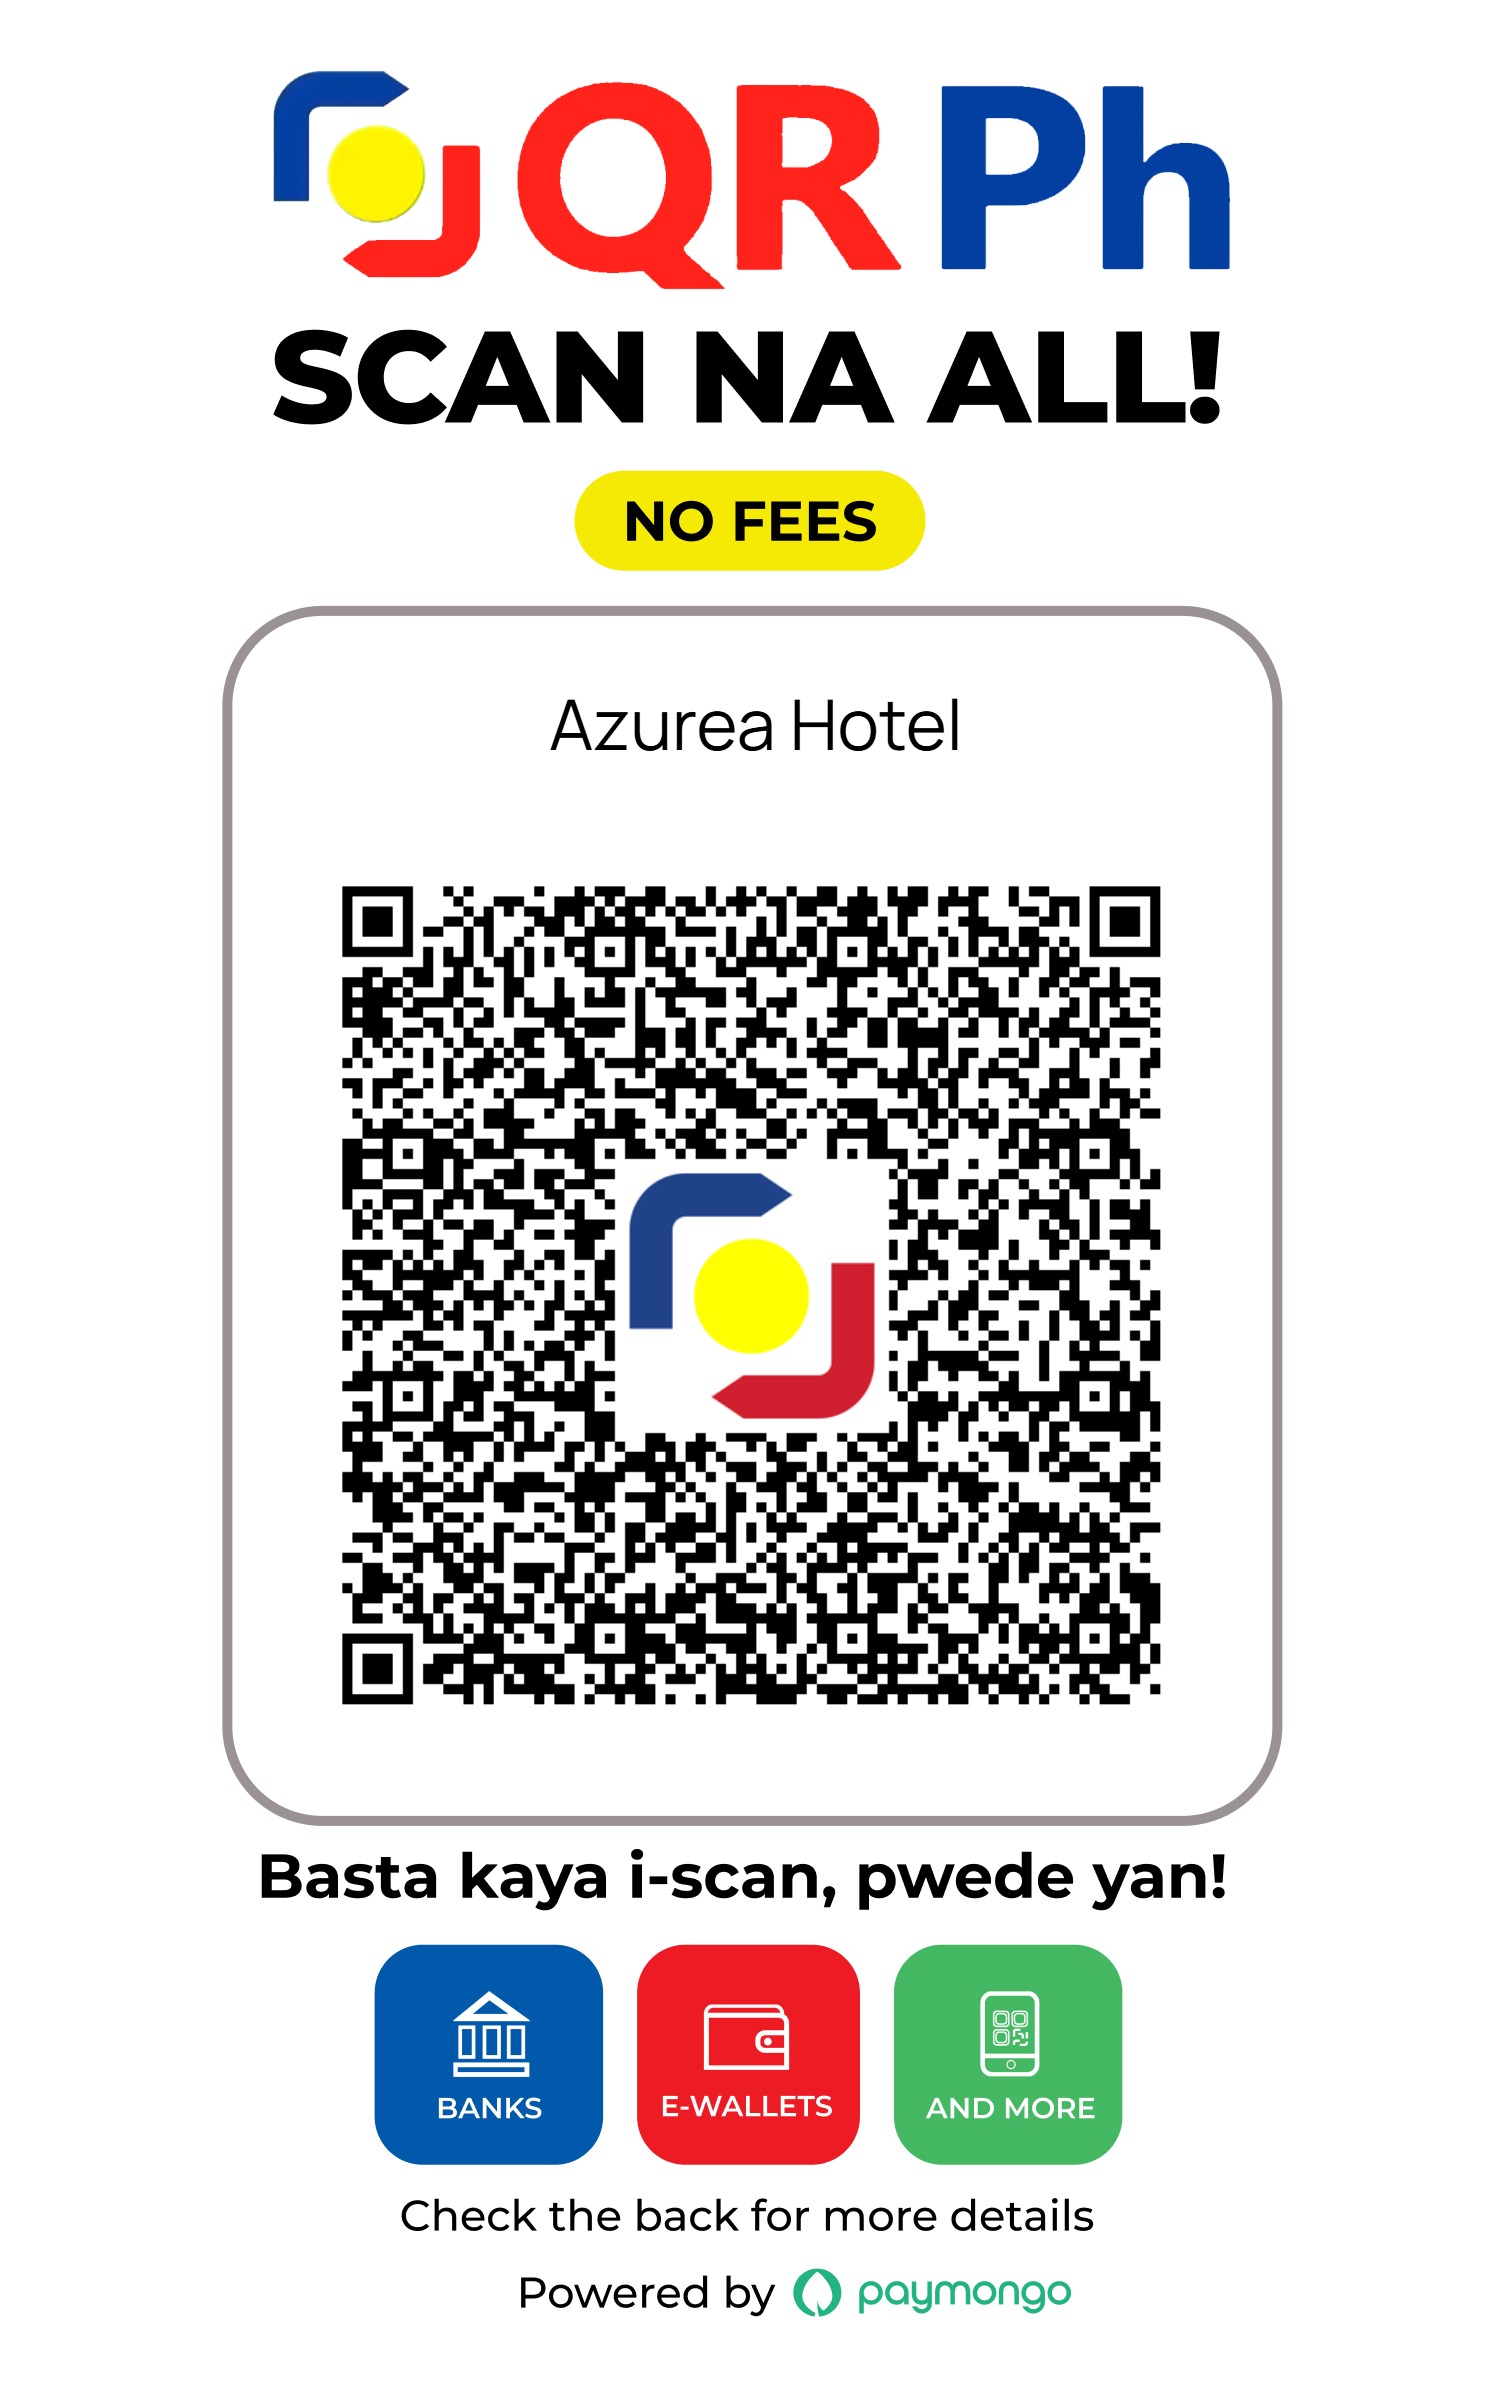 QR Ph
SCAN NA ALL!
NO FEES
Azurea Hotel
Basta kaya i-scan, pwede yan!
BANKS
E-WALLETS
AND MORE
Check the back for more details
Powered by paymongo